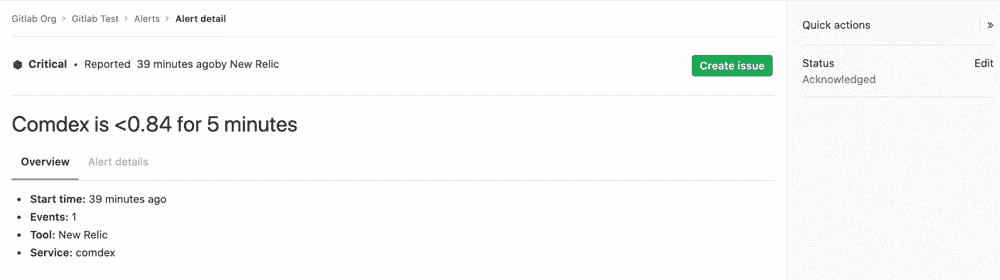 Gitlab Org > Gitlab Test > Alerts > Alert detail
Critical • Reported 39 minutes agoby New Relic
Create issue
Comdex is <0.84 for 5 minutes
Overview Alert details
• Start time: 39 minutes ago
• Events: 1
• Tool: New Relic
• Service: comdex
Quick actions »
Status Edit
Acknowledged